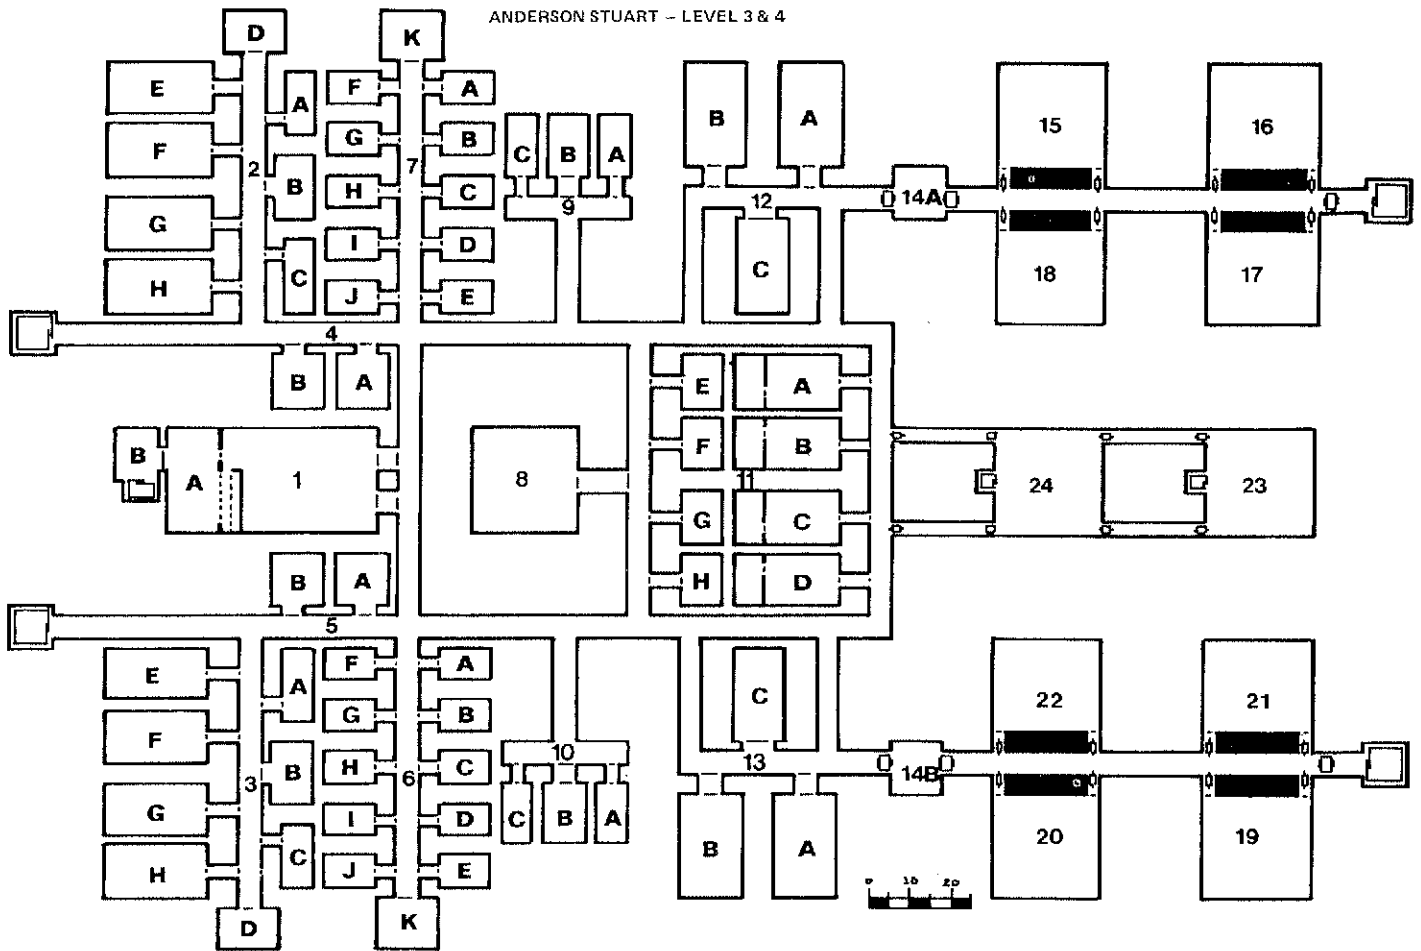 ANDERSON STUART – LEVEL 3 & 4
D K
E A F A
B A 15 16
F G B
C B A
2 B 7
H C
9 12 14A
G I D
C C 18 17
H J E
4
B A
E A
B A 1 8 F B
11 24 23
G C
B A H D
5
E A F A
C 22 21
F G B
10
B H C 13 14B
3 6
G I D
C B A
B A 20 19
C
H J E
0 10 20
D K